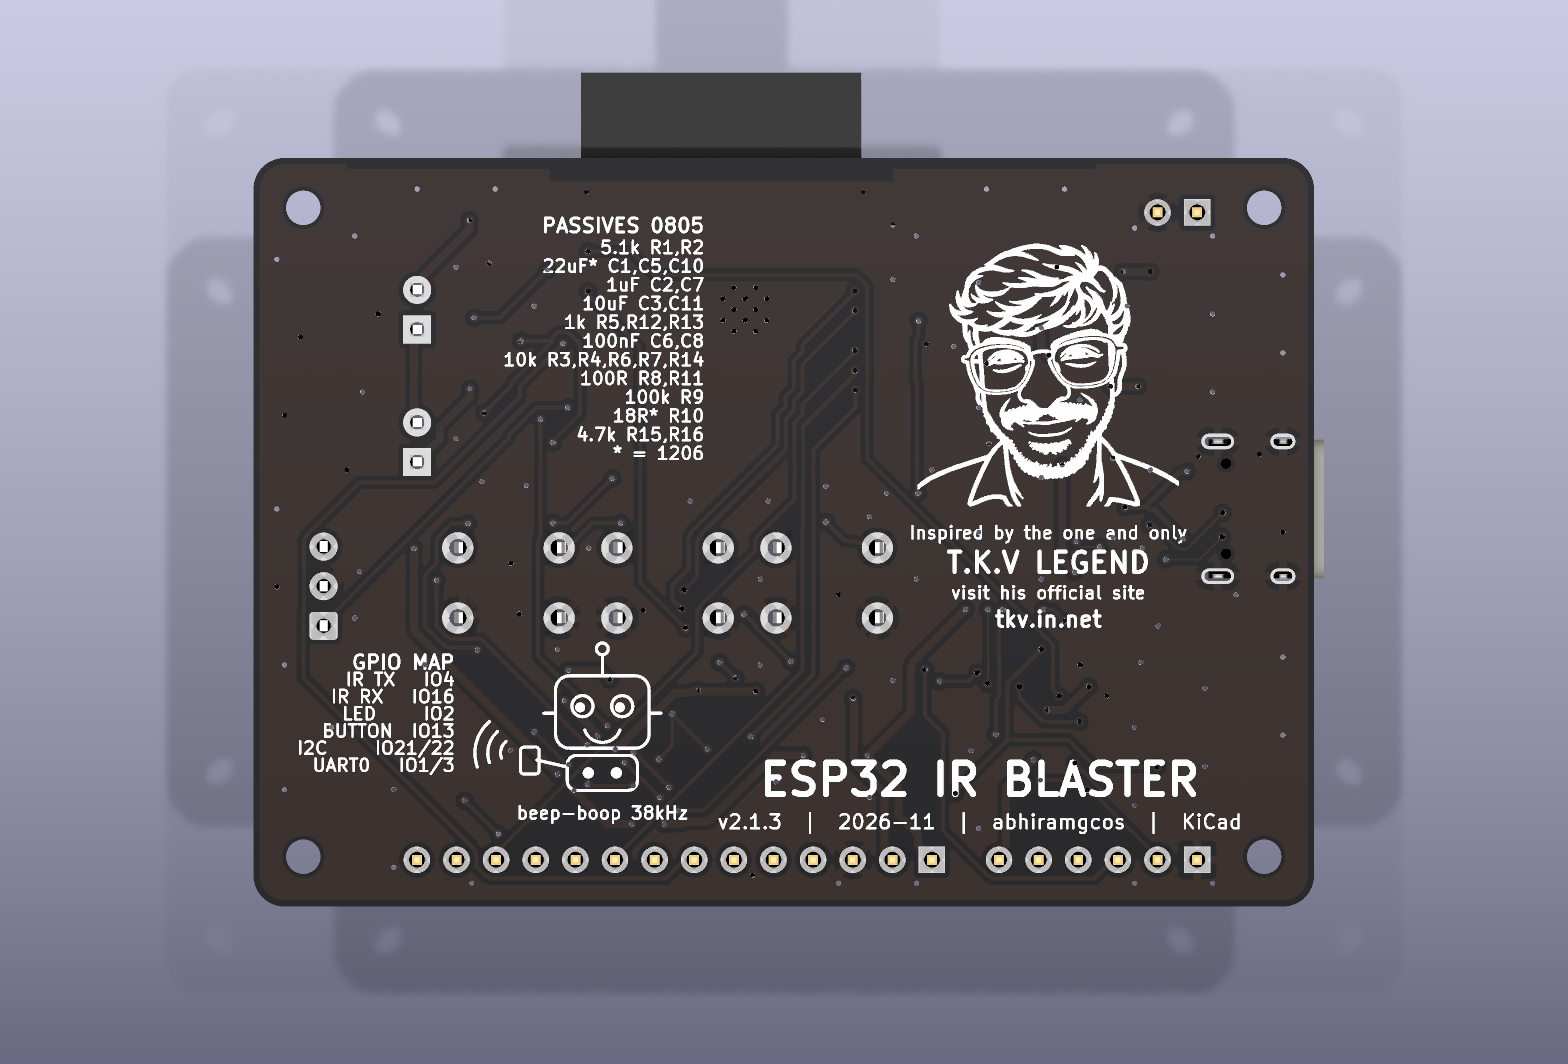 PASSIVES 0805
5.1k R1,R2
22uF* C1,C5,C10
1uF C2,C7
10uF C3,C11
1k R5,R12,R13
100nF C6,C8
10k R3,R4,R6,R7,R14
100R R8,R11
100k R9
18R* R10
4.7k R15,R16
* = 1206
Inspired by the one and only
T.K.V LEGEND
visit his official site
tkv.in.net
GPIO MAP
IR TX IO4
IR RX IO16
LED IO2
BUTTON IO13
I2C IO21/22
UART0 IO1/3
beep-boop 38kHz
ESP32 IR BLASTER
v2.1.3 | 2026-11 | abhiramgcos | KiCad